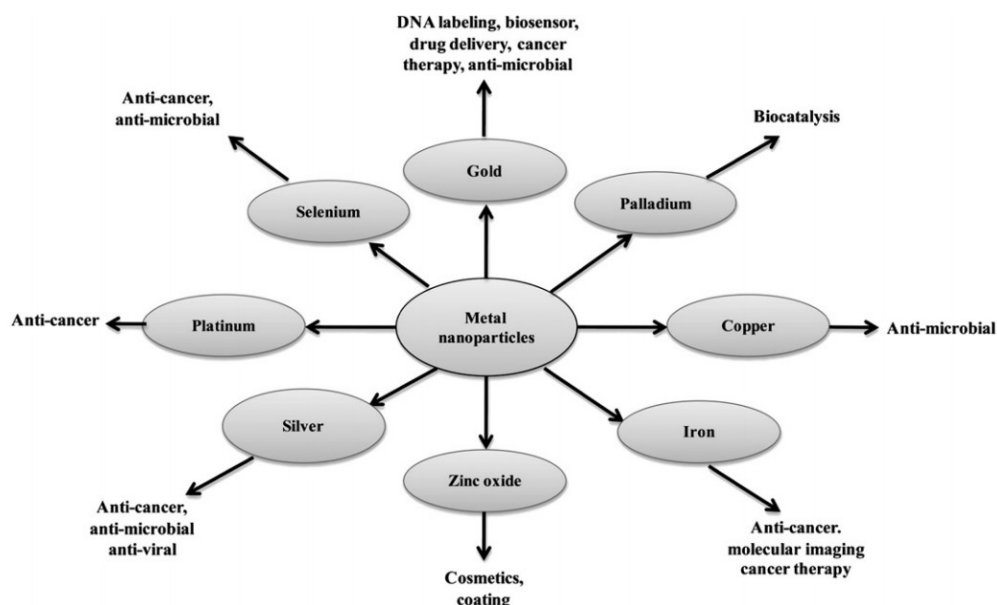 DNA labeling, biosensor,
drug delivery, cancer
therapy, anti-microbial
Anti-cancer,
anti-microbial
Biocatalysis
Gold
Selenium
Palladium
Anti-cancer
Platinum
Metal
nanoparticles
Copper
Anti-microbial
Silver
Iron
Zinc oxide
Anti-cancer,
anti-microbial
anti-viral
Anti-cancer.
molecular imaging
cancer therapy
Cosmetics,
coating